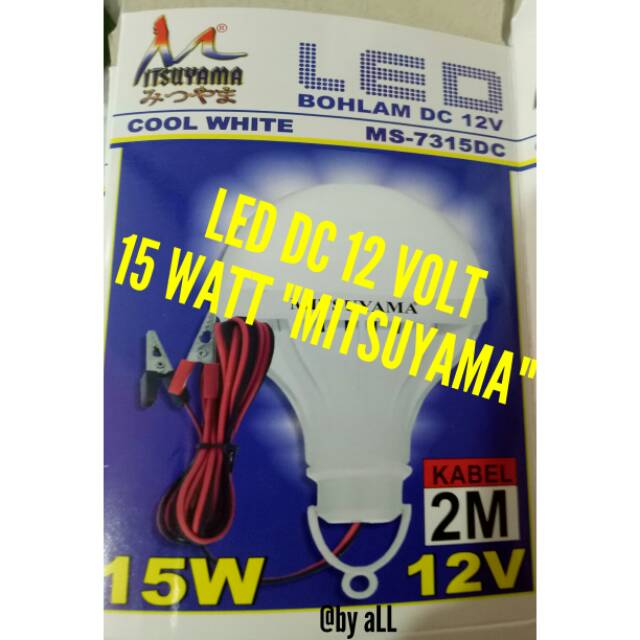 MITSUYAMA
みつやま
LED
BOHLAM DC 12V
COOL WHITE
MS-7315DC
LED DC 12 VOLT
15 WATT "MITSUYAMA"
MITSUYAMA
KABEL
2M
15W
12V
@by aLL